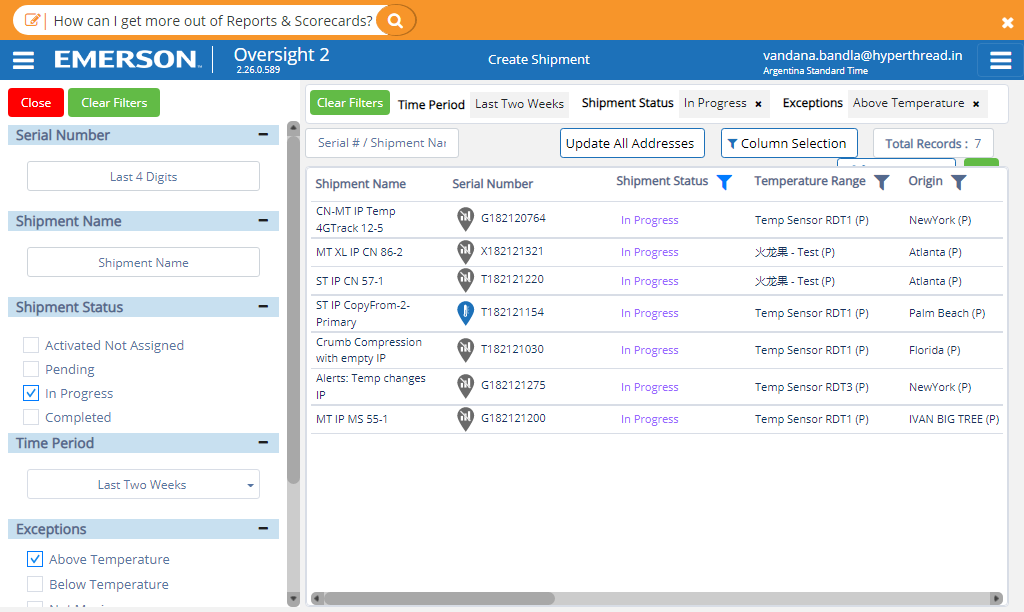 How can I get more out of Reports & Scorecards?
EMERSON
Oversight 2
2.26.0.589
Create Shipment
vandana.bandla@hyperthread.in
Argentina Standard Time
Close
Clear Filters
Serial Number
Last 4 Digits
Shipment Name
Shipment Name
Shipment Status
Activated Not Assigned
Pending
In Progress
Completed
Time Period
Last Two Weeks
Exceptions
Above Temperature
Below Temperature
Clear Filters Time Period Last Two Weeks Shipment Status In Progress × Exceptions Above Temperature ×
Serial # / Shipment Nar
Update All Addresses
Column Selection
Total Records : 7
Shipment Name Serial Number Shipment Status Temperature Range Origin
CN-MT IP Temp
4GTrack 12-5 G182120764 In Progress Temp Sensor RDT1 (P) NewYork (P)
MT XL IP CN 86-2 X182121321 In Progress 火龙果 - Test (P) Atlanta (P)
ST IP CN 57-1 T182121220 In Progress 火龙果 - Test (P) Atlanta (P)
ST IP CopyFrom-2-
Primary T182121154 In Progress Temp Sensor RDT1 (P) Palm Beach (P)
Crumb Compression
with empty IP T182121030 In Progress Temp Sensor RDT1 (P) Florida (P)
Alerts: Temp changes
IP G182121275 In Progress Temp Sensor RDT3 (P) NewYork (P)
MT IP MS 55-1 G182121200 In Progress Temp Sensor RDT1 (P) IVAN BIG TREE (P)